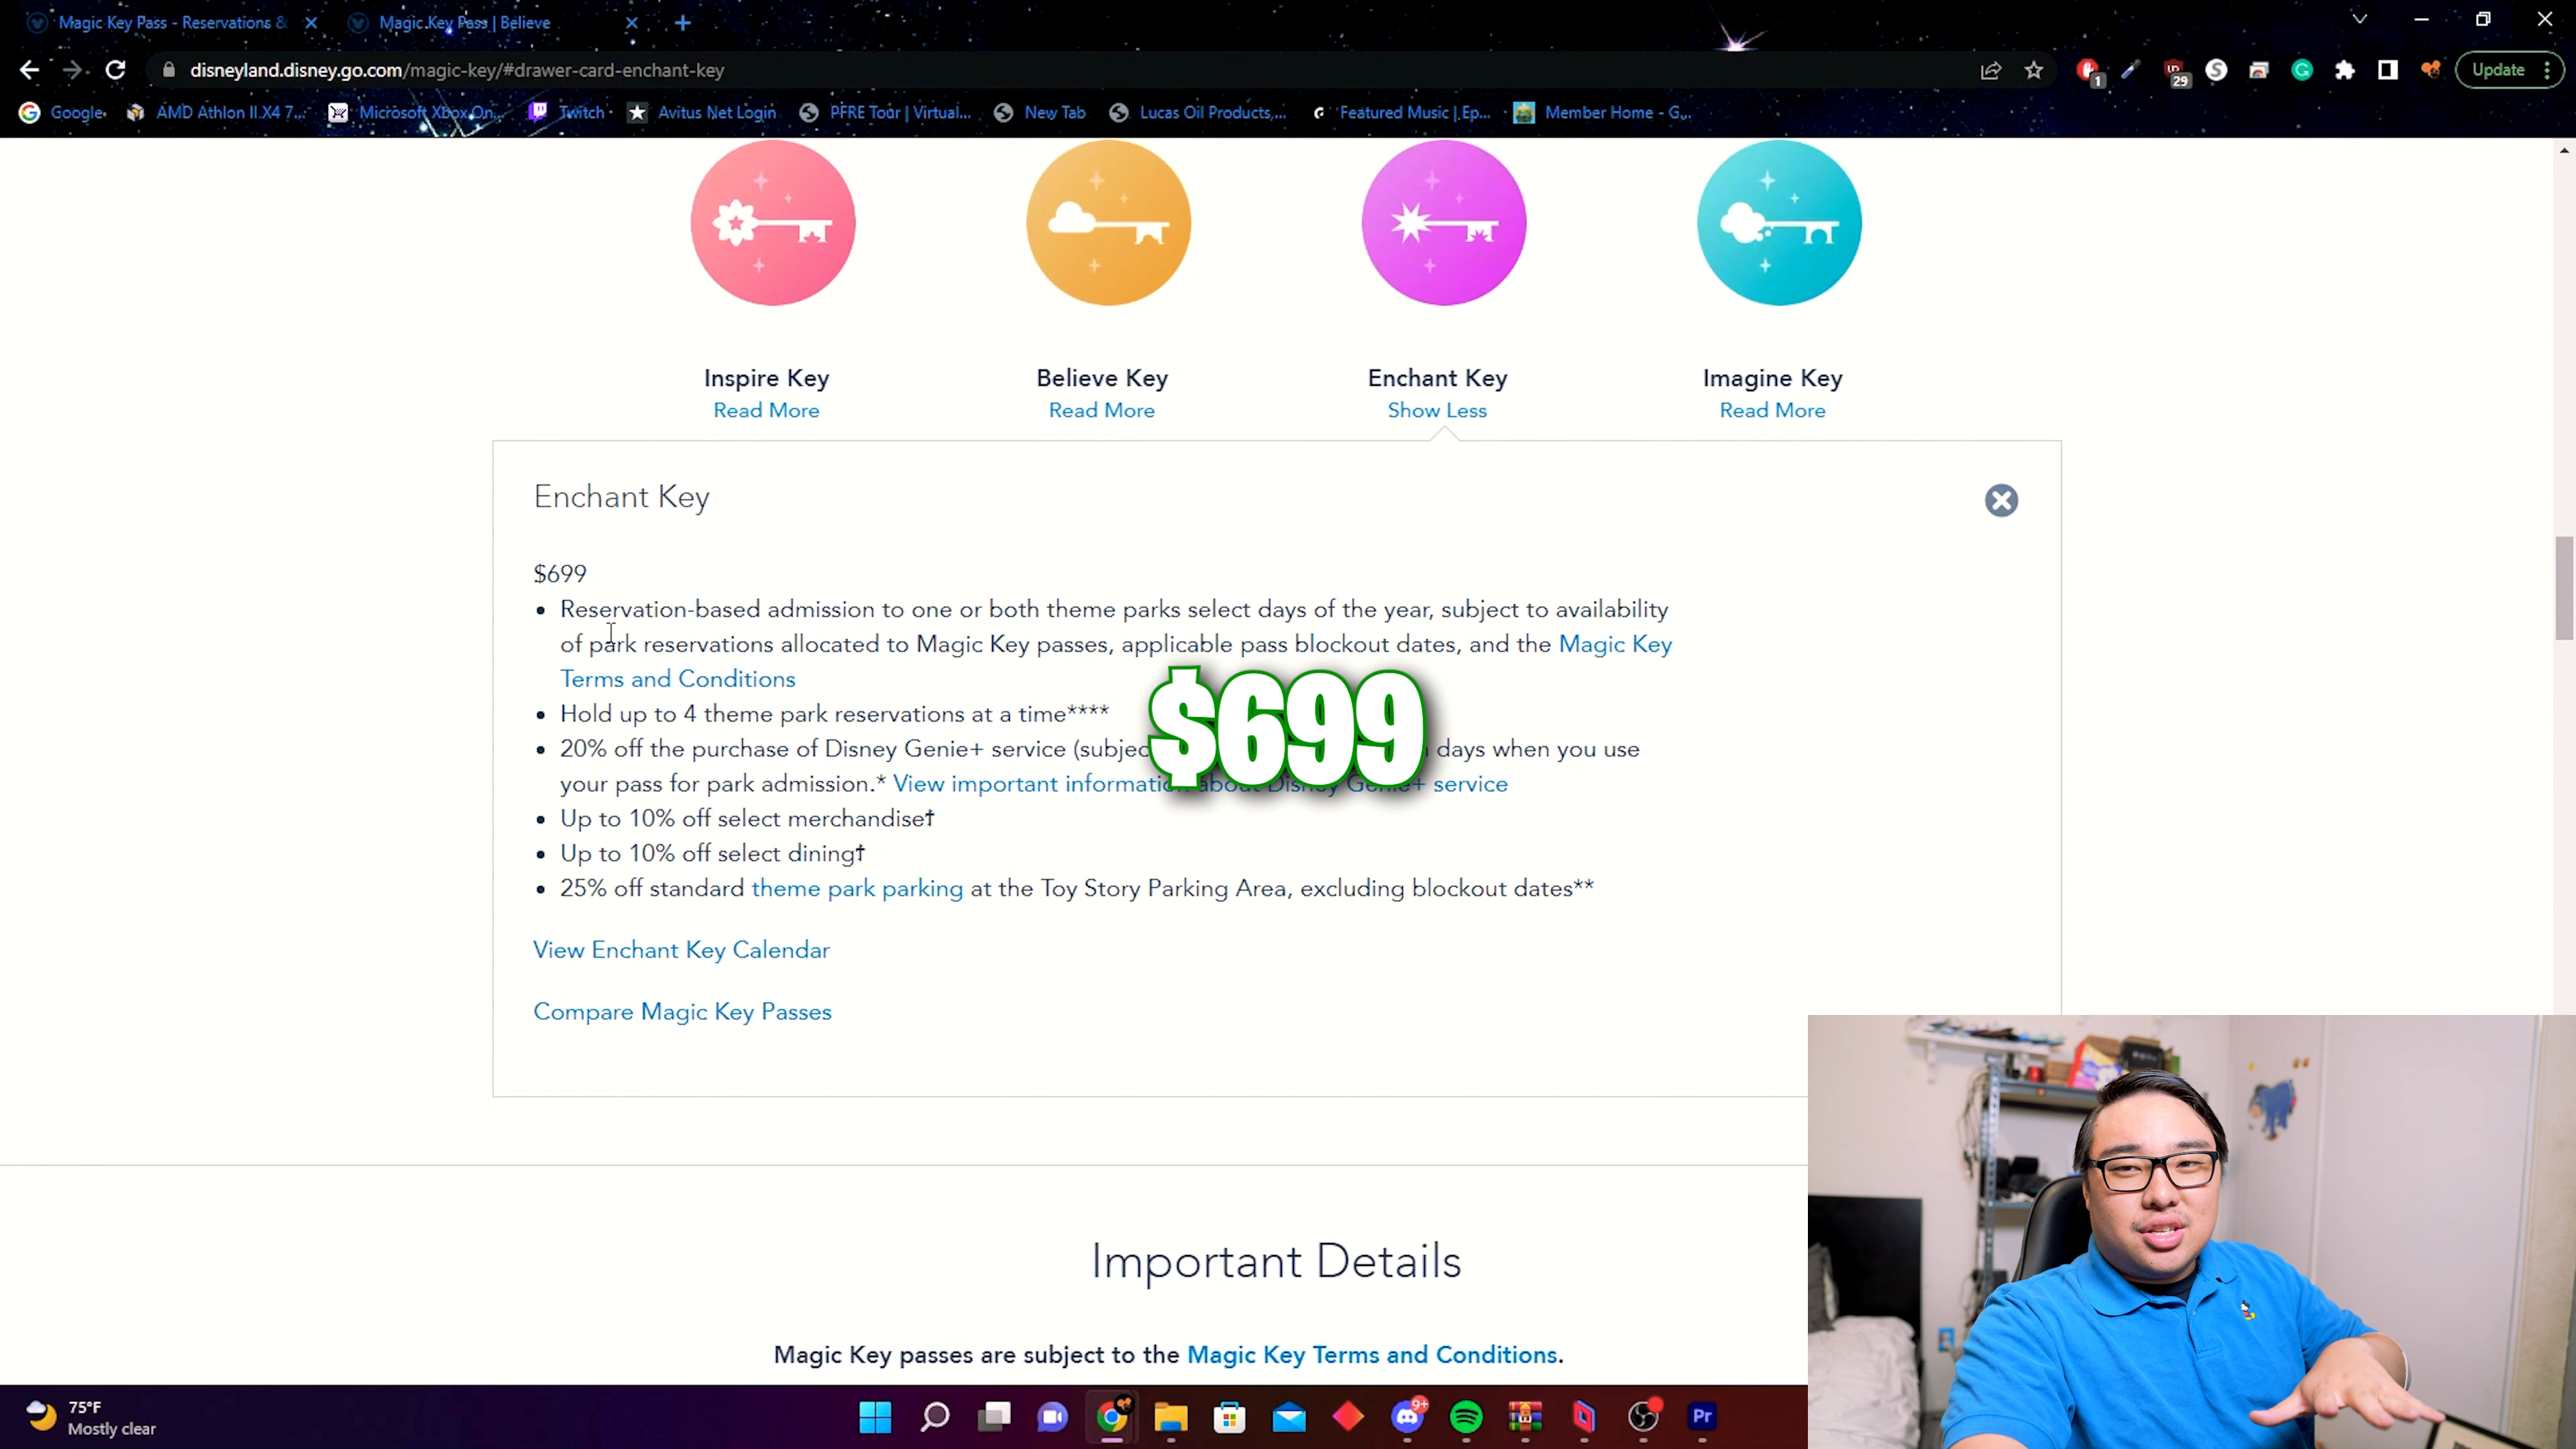 Magic Key Pass - Reservations &
Magic Key Pass | Believe
disneyland.disney.go.com/magic-key/#drawer-card-enchant-key
1
29
Update
Google
AMD Athlon II X4 7...
Microsoft Xbox On...
Twitch
Avitus Net Login
PFRE Tour | Virtual...
New Tab
Lucas Oil Products,...
Featured Music | Ep...
Member Home - G...
Inspire Key
Believe Key
Enchant Key
Imagine Key
Read More
Read More
Show Less
Read More
Enchant Key
$699
Reservation-based admission to one or both theme parks select days of the year, subject to availability
of park reservations allocated to Magic Key passes, applicable pass blockout dates, and the Magic Key
Terms and Conditions
Hold up to 4 theme park reservations at a time****
$699
20% off the purchase of Disney Genie+ service (subjec days when you use
your pass for park admission.* View important information about Disney Genie+ service
Up to 10% off select merchandise†
Up to 10% off select dining†
25% off standard theme park parking at the Toy Story Parking Area, excluding blockout dates**
View Enchant Key Calendar
Compare Magic Key Passes
Important Details
Magic Key passes are subject to the Magic Key Terms and Conditions.
75°F
Mostly clear
9+
Pr